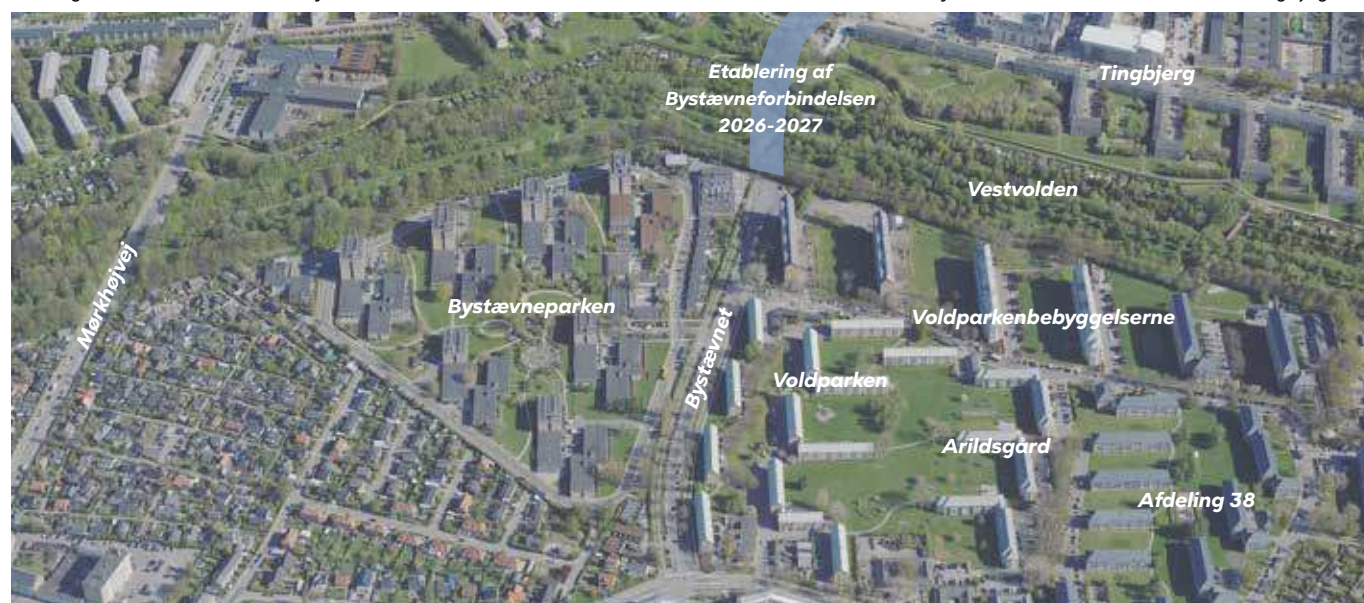 Etablering af
Bystævneforbindelsen
2026-2027
Tingbjerg
Vestvolden
Mørkhøjvej
Bystævneparken
Bystævnet
Voldparkenbebyggelserne
Voldparken
Arildsgård
Afdeling 38